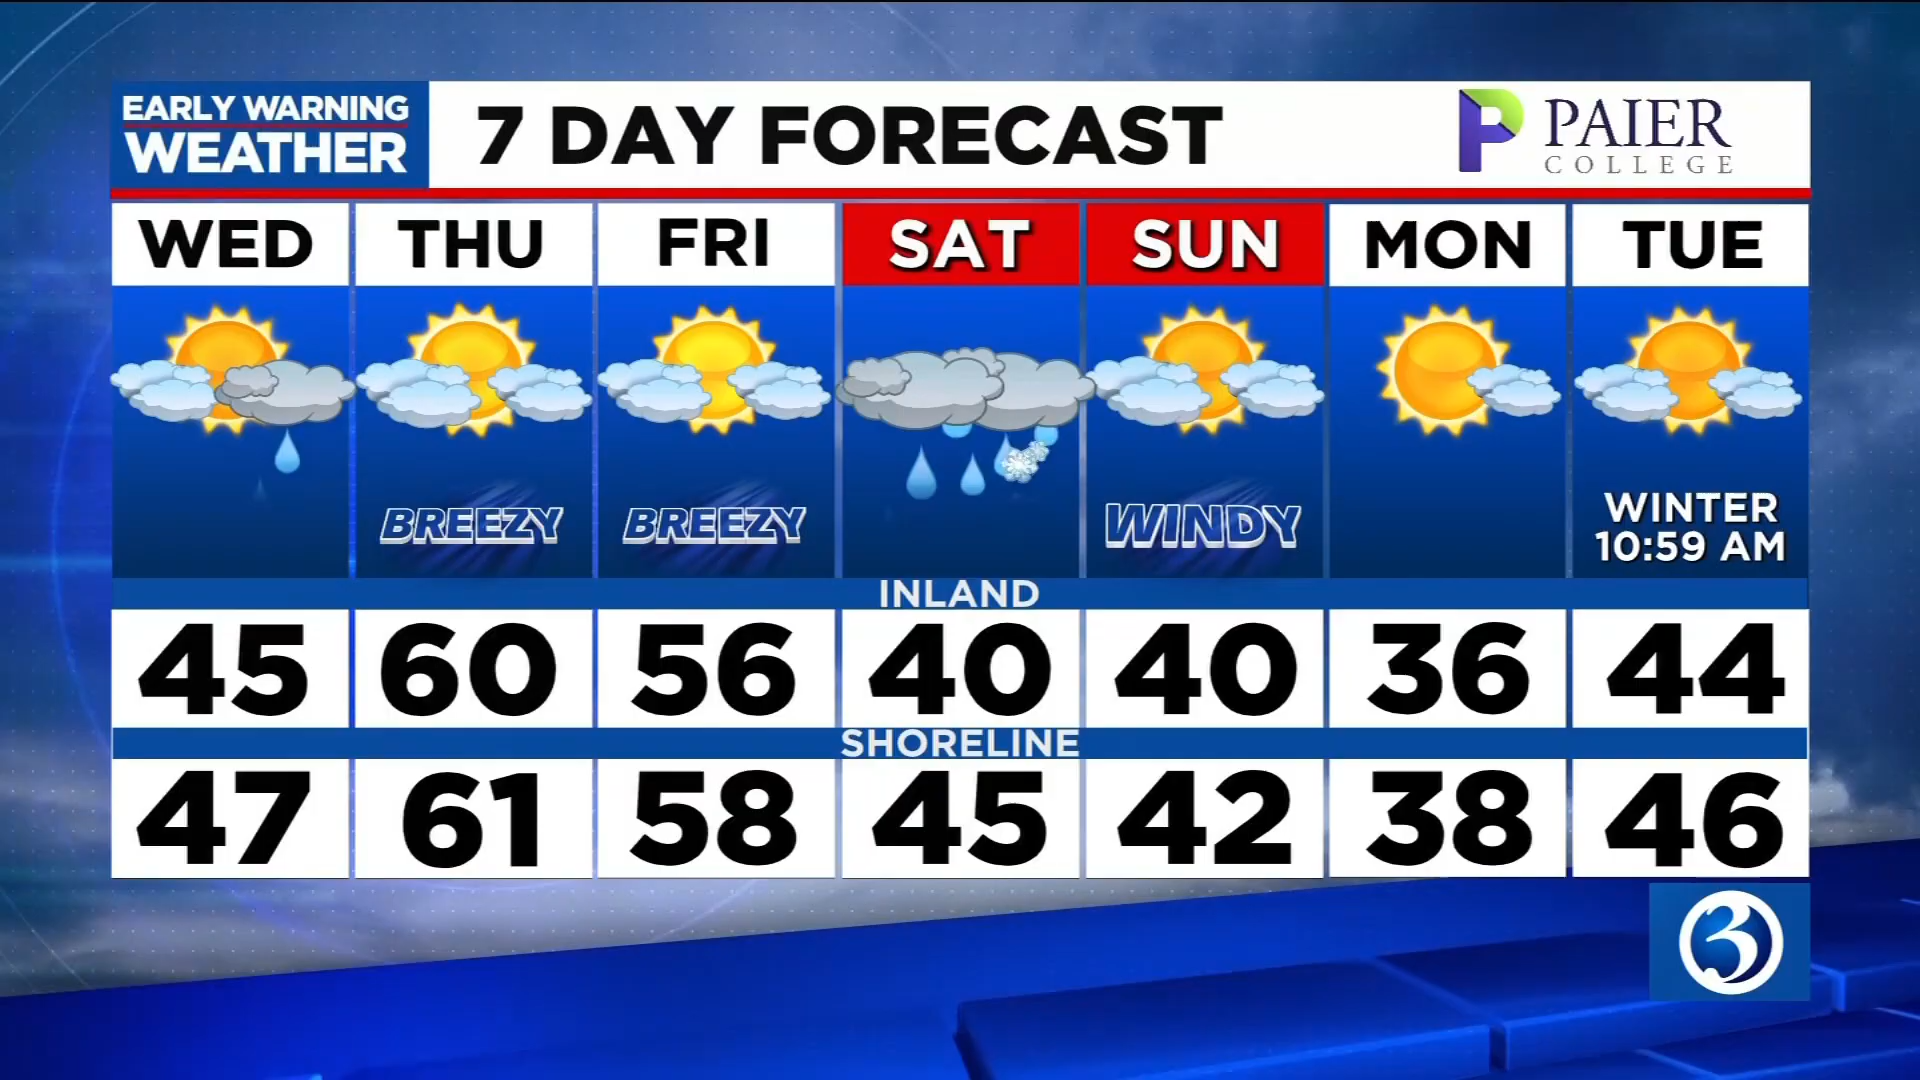 EARLY WARNING
WEATHER
7 DAY FORECAST
PAIER
COLLEGE
WED THU FRI SAT SUN MON TUE
BREEZY BREEZY WINDY WINTER
10:59 AM
INLAND
45 60 56 40 40 36 44
SHORELINE
47 61 58 45 42 38 46
3